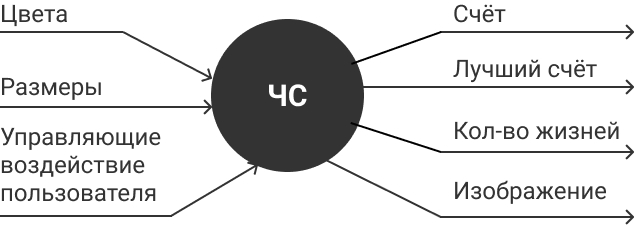 Цвета
Размеры
Управляющие
воздействие
пользователя
ЧС
Счёт
Лучший счёт
Кол-во жизней
Изображение